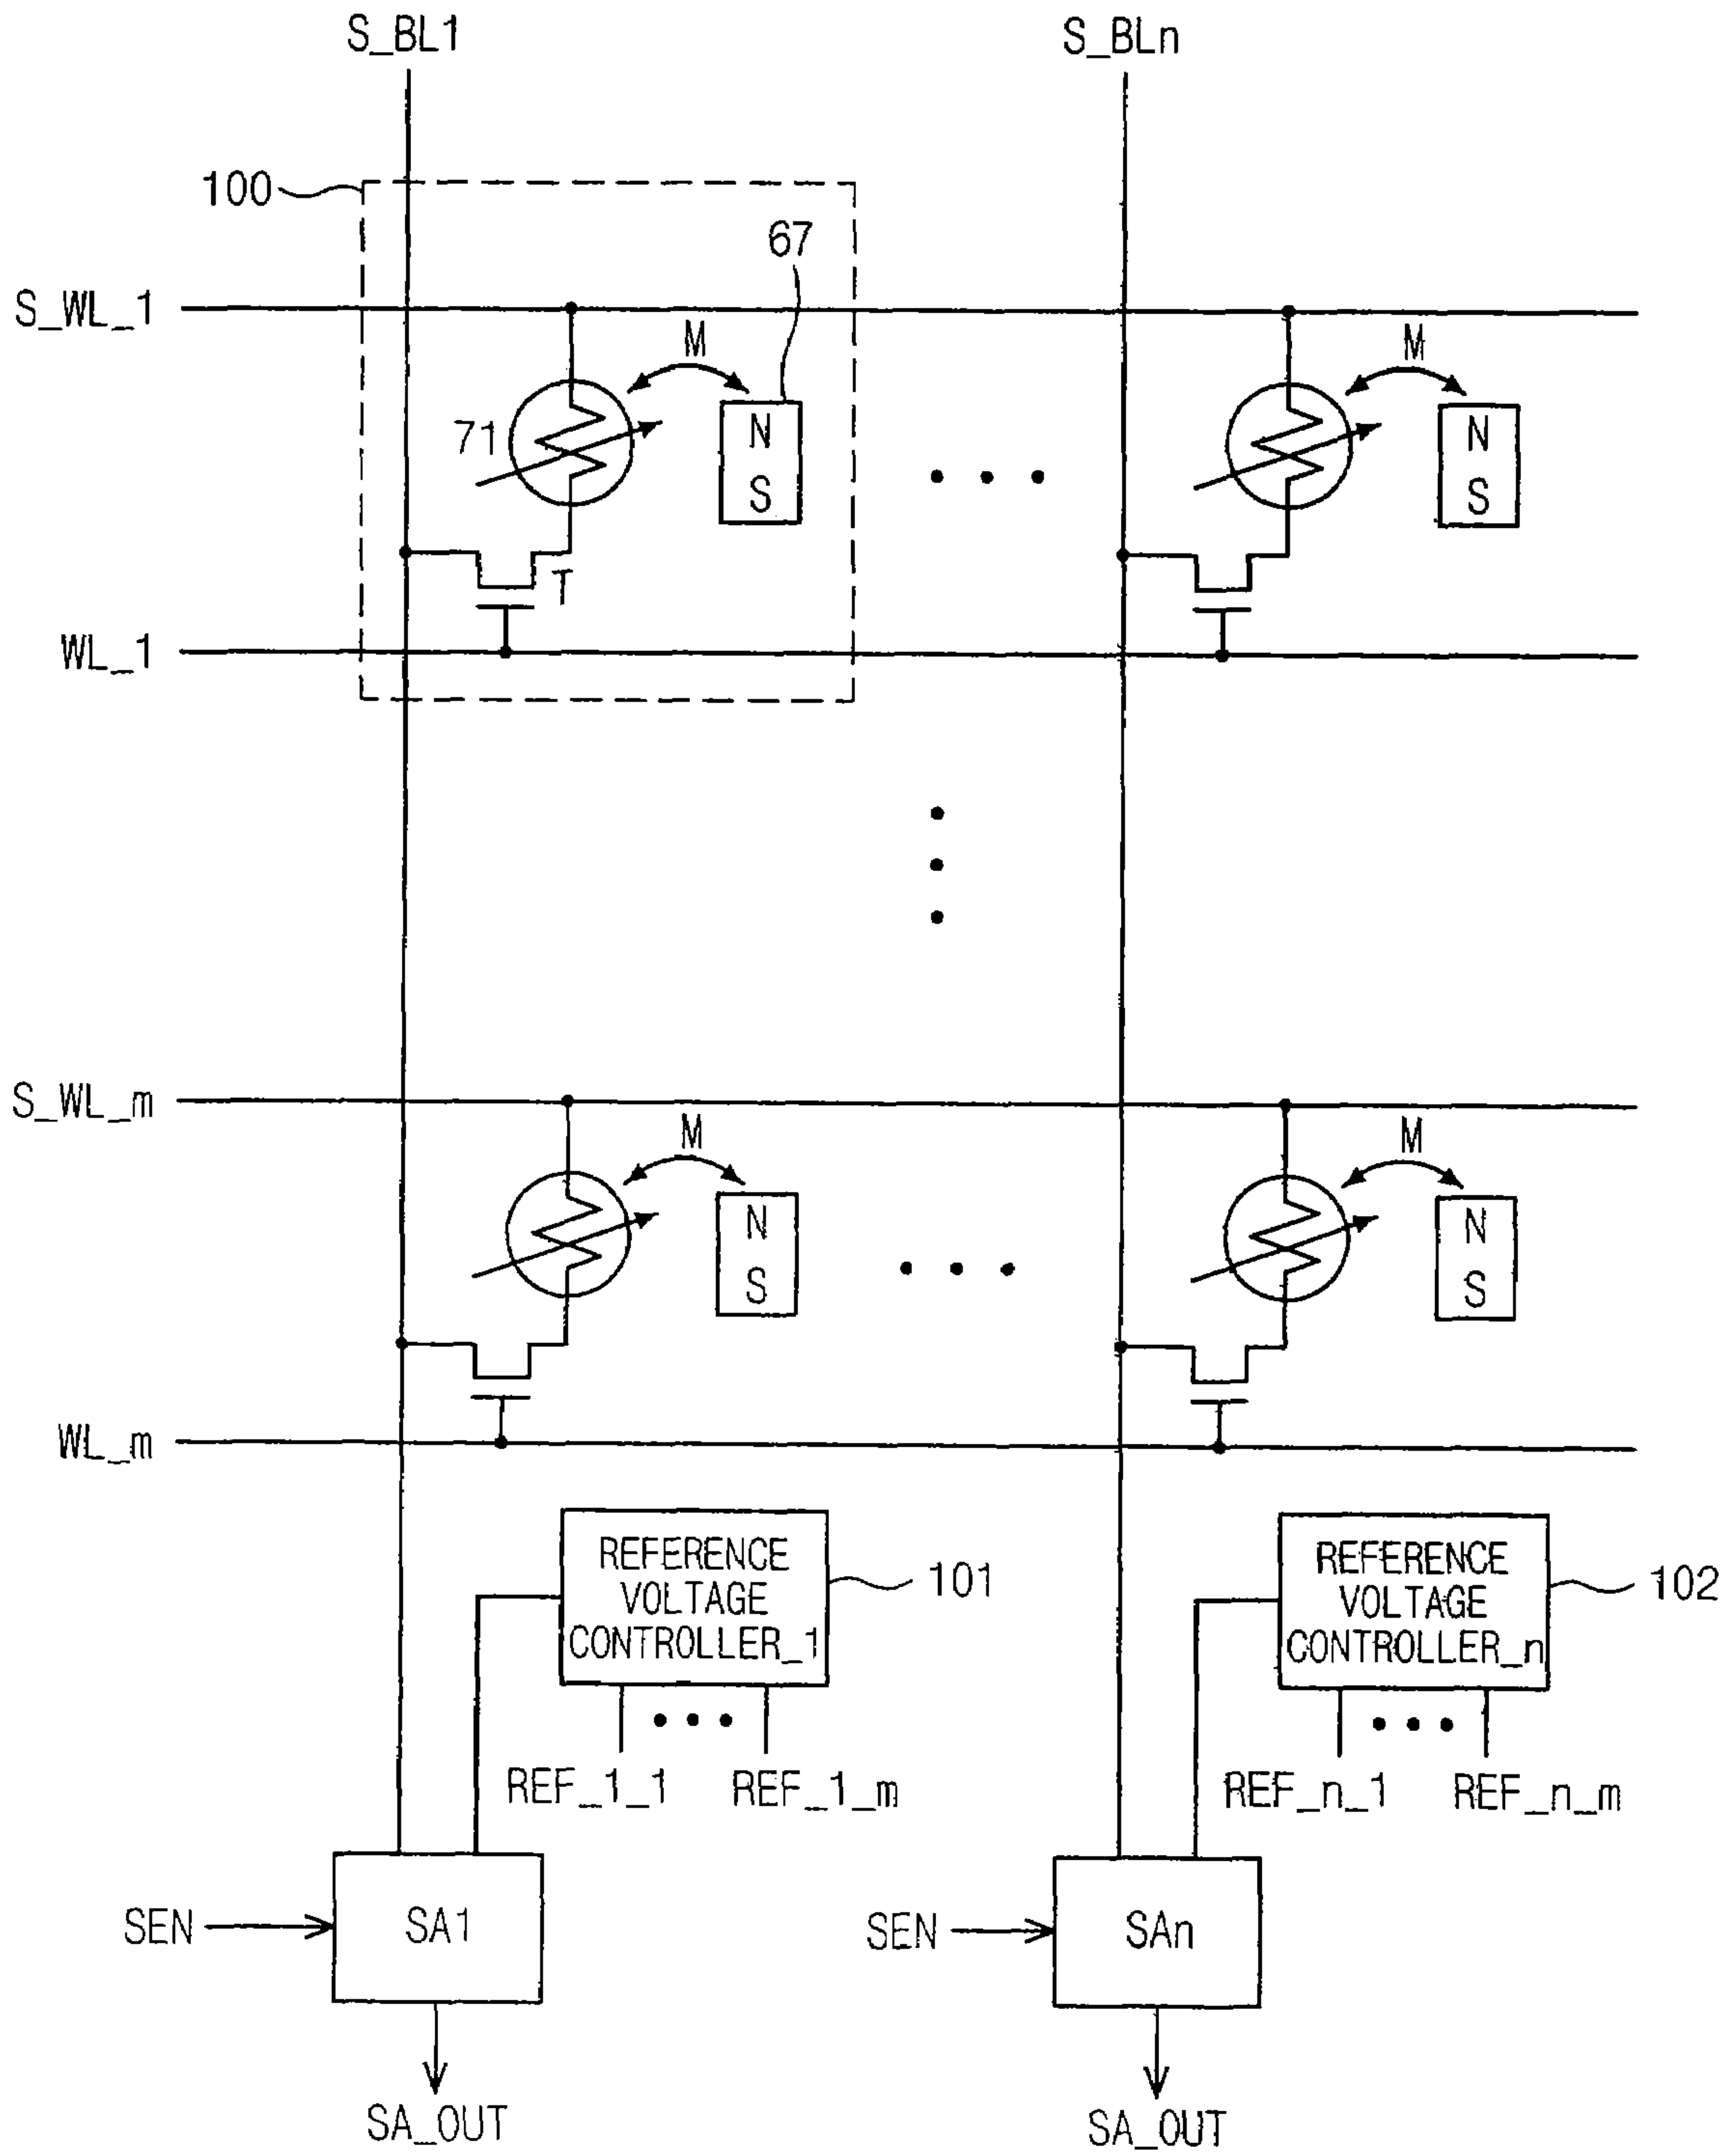 S_BL1
S_BLn
100
67
S_WL_1
M
M
71
N
S
N
S
T
WL_1
S_WL_m
M
M
N
S
N
S
WL_m
REFERENCE
VOLTAGE
CONTROLLER_1
101
REFERENCE
VOLTAGE
CONTROLLER_n
102
REF_1_1
REF_1_m
REF_n_1
REF_n_m
SEN
SA1
SEN
SAn
SA_OUT
SA_OUT